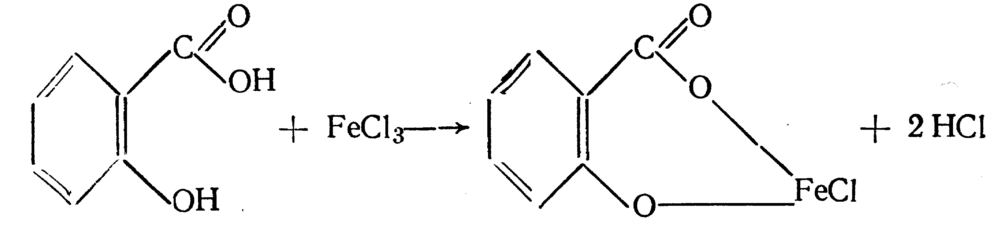 O
C
OH
OH
+ FeCl₃ →
O
C
O
O
FeCl
+ 2 HCl